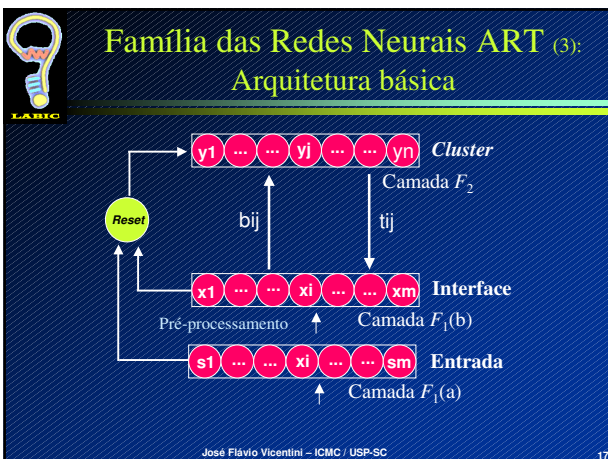 Família das Redes Neurais ART (3):
Arquitetura básica
LABIC
y1 ... ... yj ... ... yn Cluster
Camada F2
Reset
bij tij
x1 ... ... xi ... ... xm Interface
Pré-processamento Camada F1(b)
s1 ... ... xi ... ... sm Entrada
Camada F1(a)
José Flávio Vicentini – ICMC / USP-SC 17